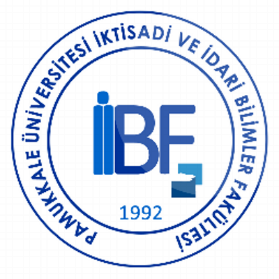 PAMUKKALE ÜNİVERSİTESİ İKTİSADİ VE İDARİ BİLİMLER FAKÜLTESİ
İİBF
1992